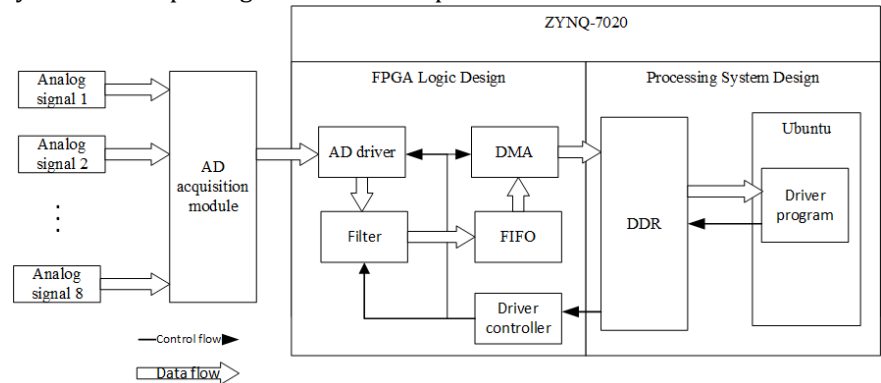 ZYNQ-7020
FPGA Logic Design
Processing System Design
Analog
signal 1
Analog
signal 2
Analog
signal 8
AD
acquisition
module
AD driver
DMA
Filter
FIFO
Driver
controller
DDR
Ubuntu
Driver
program
Control flow
Data flow